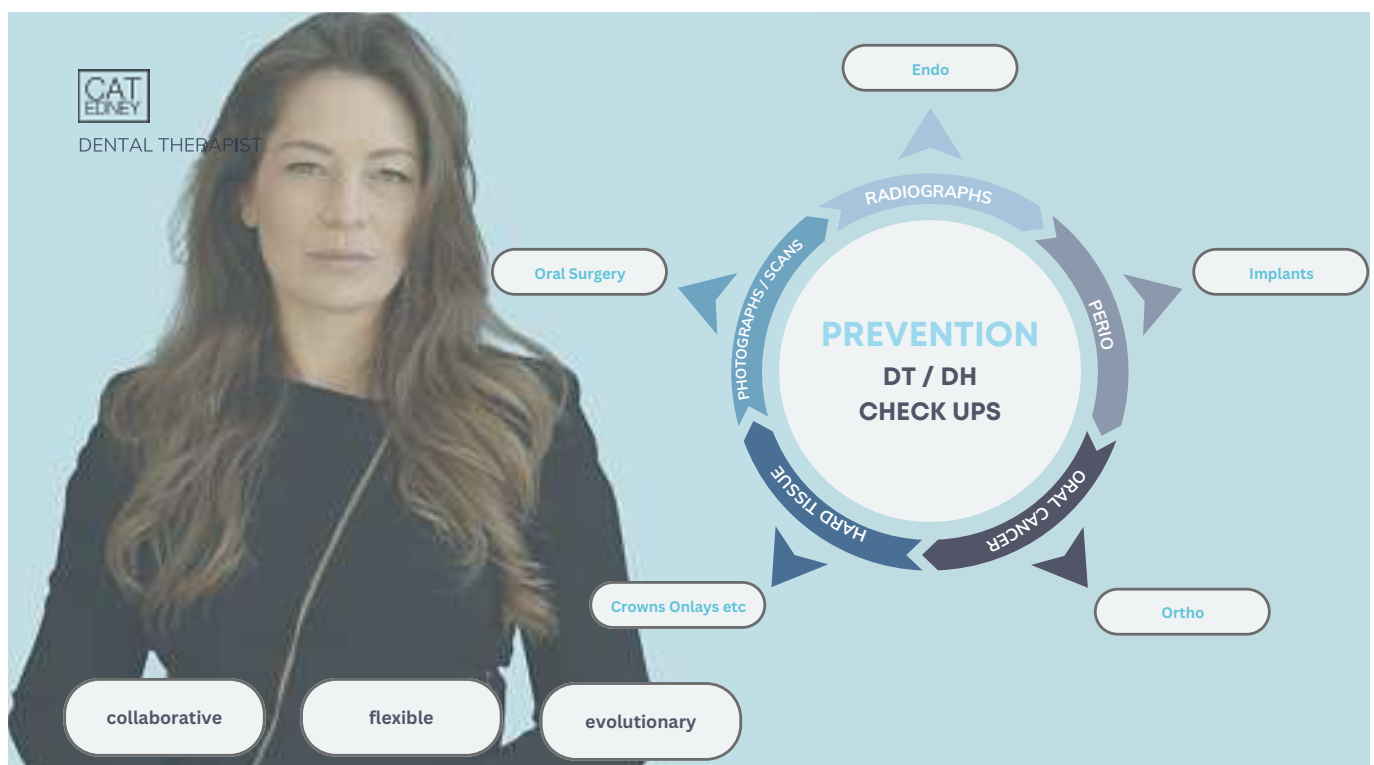 CAT
EDNEY
DENTAL THERAPIST
Endo
RADIOGRAPHS
PHOTOGRAPHS / SCANS
PERIO
Oral Surgery
Implants
PREVENTION
DT / DH
CHECK UPS
HARD TISSUE
ORAL CANCER
Crowns Onlays etc
Ortho
collaborative
flexible
evolutionary